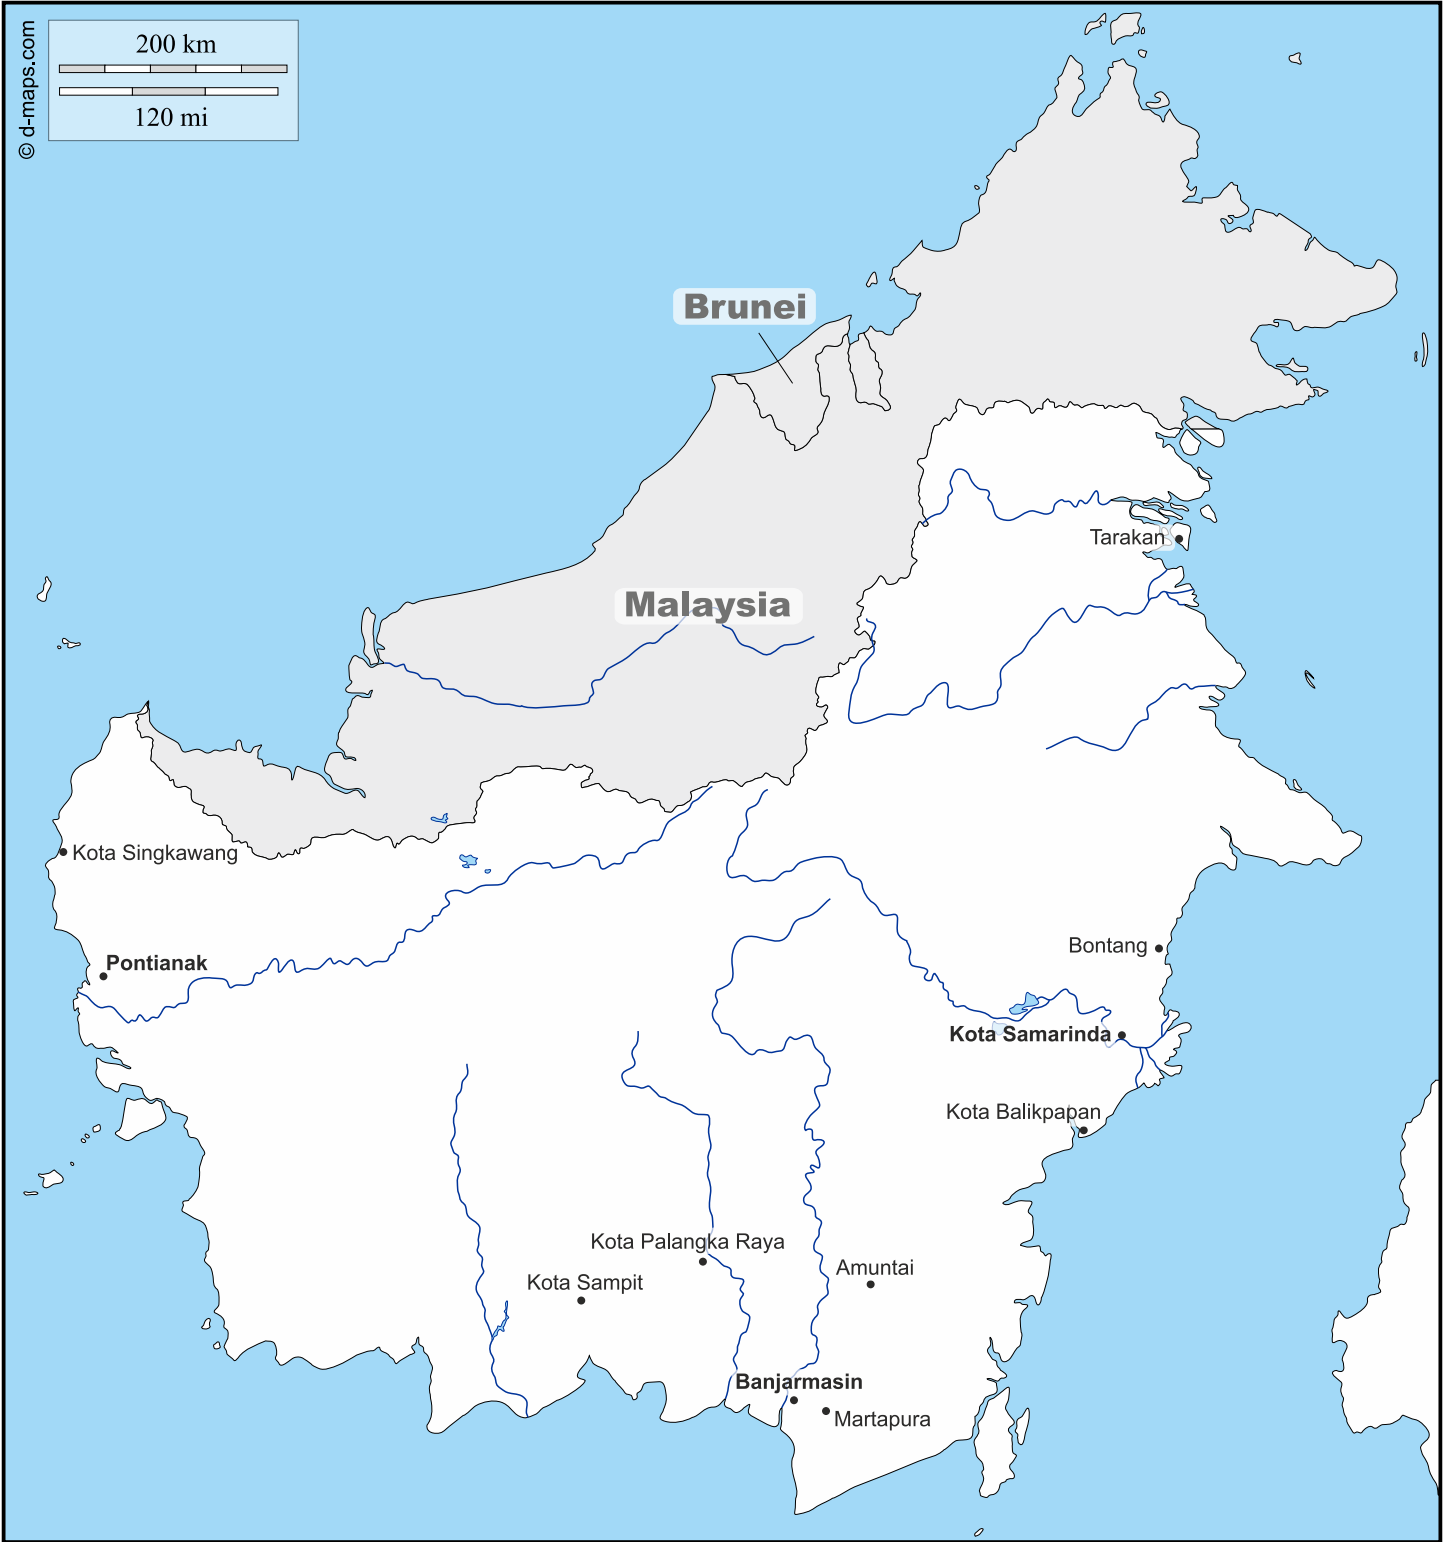 © d-maps.com
200 km
120 mi
Brunei
Malaysia
Tarakan
Kota Singkawang
Bontang
Pontianak
Kota Samarinda
Kota Balikpapan
Kota Palangka Raya
Amuntai
Kota Sampit
Banjarmasin
Martapura